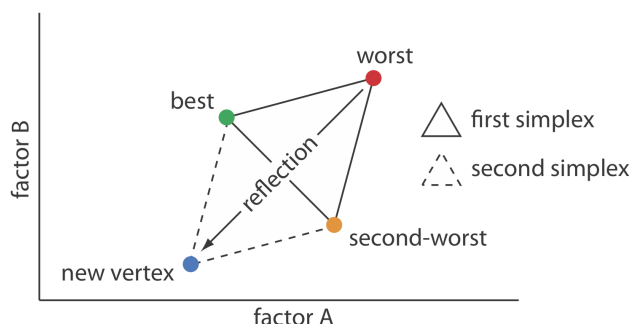 worst
best
first simplex
factor B
reflection
second simplex
second-worst
new vertex
factor A